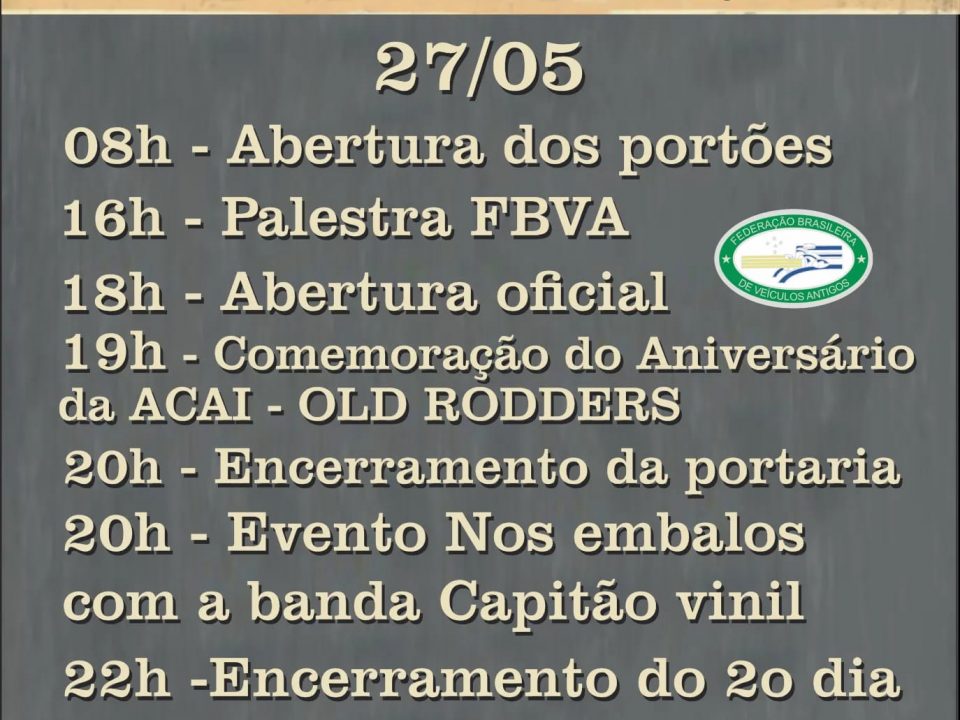 27/05
08h - Abertura dos portões
16h - Palestra FBVA
FEDERAÇÃO BRASILEIRA
DE VEÍCULOS ANTIGOS
18h - Abertura oficial
19h - Comemoração do Aniversário
da ACAI - OLD RODDERS
20h - Encerramento da portaria
20h - Evento Nos embalos
com a banda Capitão vinil
22h -Encerramento do 2o dia